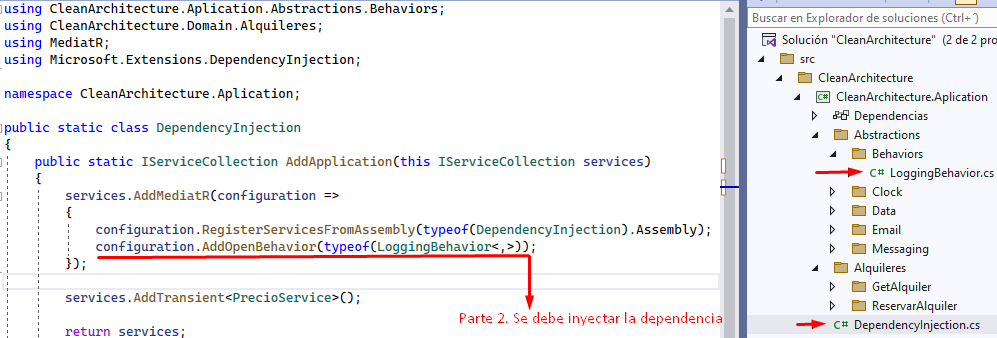 using CleanArchitecture.Aplication.Abstractions.Behaviors;
using CleanArchitecture.Domain.Alquileres;
using MediatR;
using Microsoft.Extensions.DependencyInjection;
namespace CleanArchitecture.Aplication;
public static class DependencyInjection
{
public static IServiceCollection AddApplication(this IServiceCollection services)
{
services.AddMediatR(configuration =>
{
configuration.RegisterServicesFromAssembly(typeof(DependencyInjection).Assembly);
configuration.AddOpenBehavior(typeof(LoggingBehavior<,>));
});
services.AddTransient<PrecioService>();
Parte 2. Se debe inyectar la dependencia
return services;
Buscar en Explorador de soluciones (Ctrl+´)
Solución "CleanArchitecture" (2 de 2 pro
src
CleanArchitecture
C# CleanArchitecture.Aplication
Dependencias
Abstractions
Behaviors
C# LoggingBehavior.cs
Clock
Data
Email
Messaging
Alquileres
GetAlquiler
ReservarAlquiler
C# DependencyInjection.cs